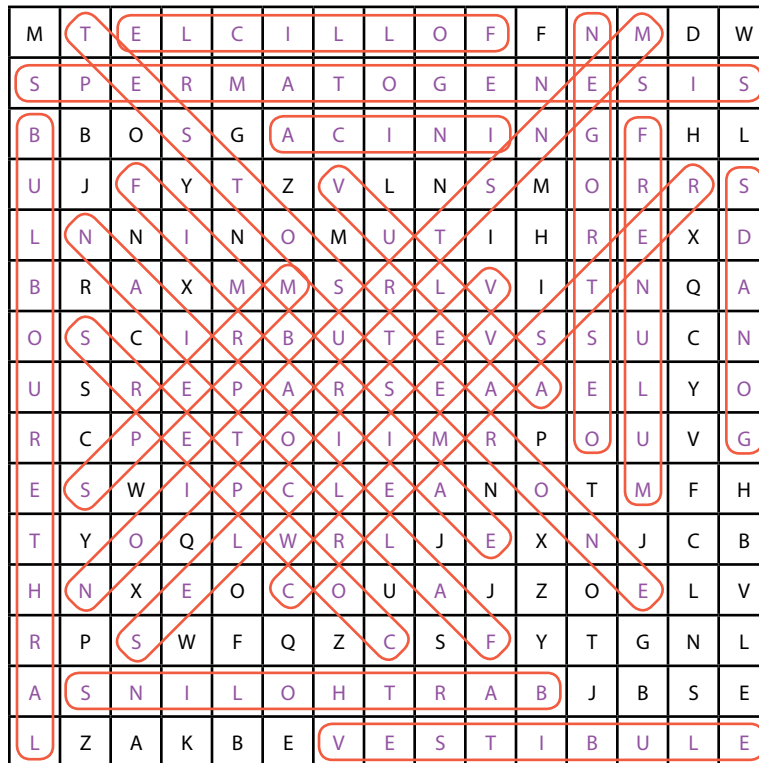 M T E L C I L L O F F N M D W
S P E R M A T O G E N E S I S
B B O S G A C I N I N G F H L
U J F Y T Z V L N S M O R R S
L N N I N O M U T I H R E X D
B R A X M M S R L V I T N Q A
O S C I R B U T E V S S U C N
U S R E P A R S E A A E L Y O
R C P E T O I I M R P O U V G
E S W I P C L E A N O T M F H
T Y O Q L W R L J E X N J C B
H N X E O C O U A J Z O E L V
R P S W F Q Z C S F Y T G N L
A S N I L O H T R A B J B S E
L Z A K B E V E S T I B U L E